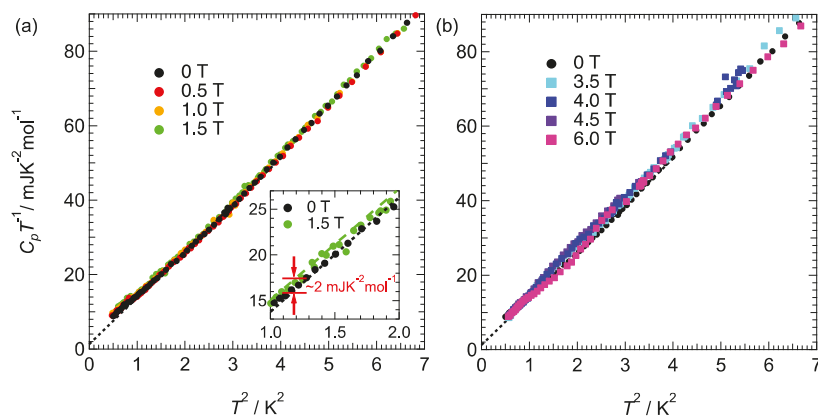 (a)
0 T
0.5 T
1.0 T
1.5 T
80
60
40
20
0
C_p T^-1 / mJK^-2 mol^-1
0 1 2 3 4 5 6 7
T^2 / K^2
0 T
1.5 T
25
20
15
~2 mJK^-2 mol^-1
1.0 1.5 2.0
(b)
0 T
3.5 T
4.0 T
4.5 T
6.0 T
80
60
40
20
0
0 1 2 3 4 5 6 7
T^2 / K^2